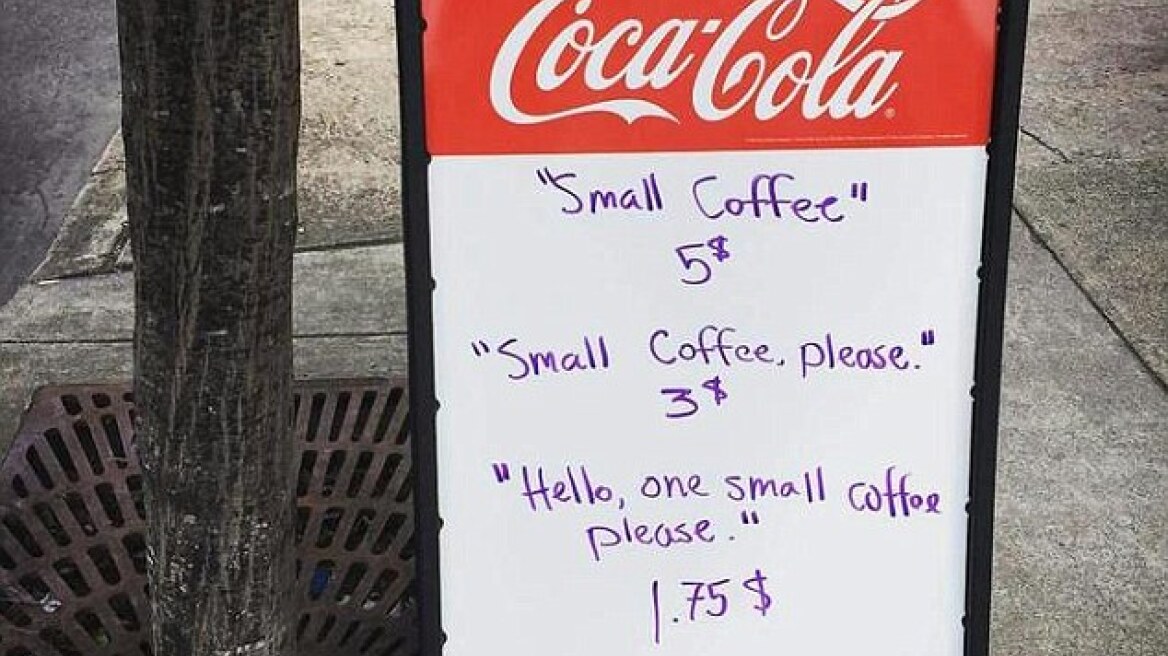 Coca-Cola
"Small Coffee"
5$
"Small Coffee, please."
3$
"Hello, one small coffee
please."
1.75$